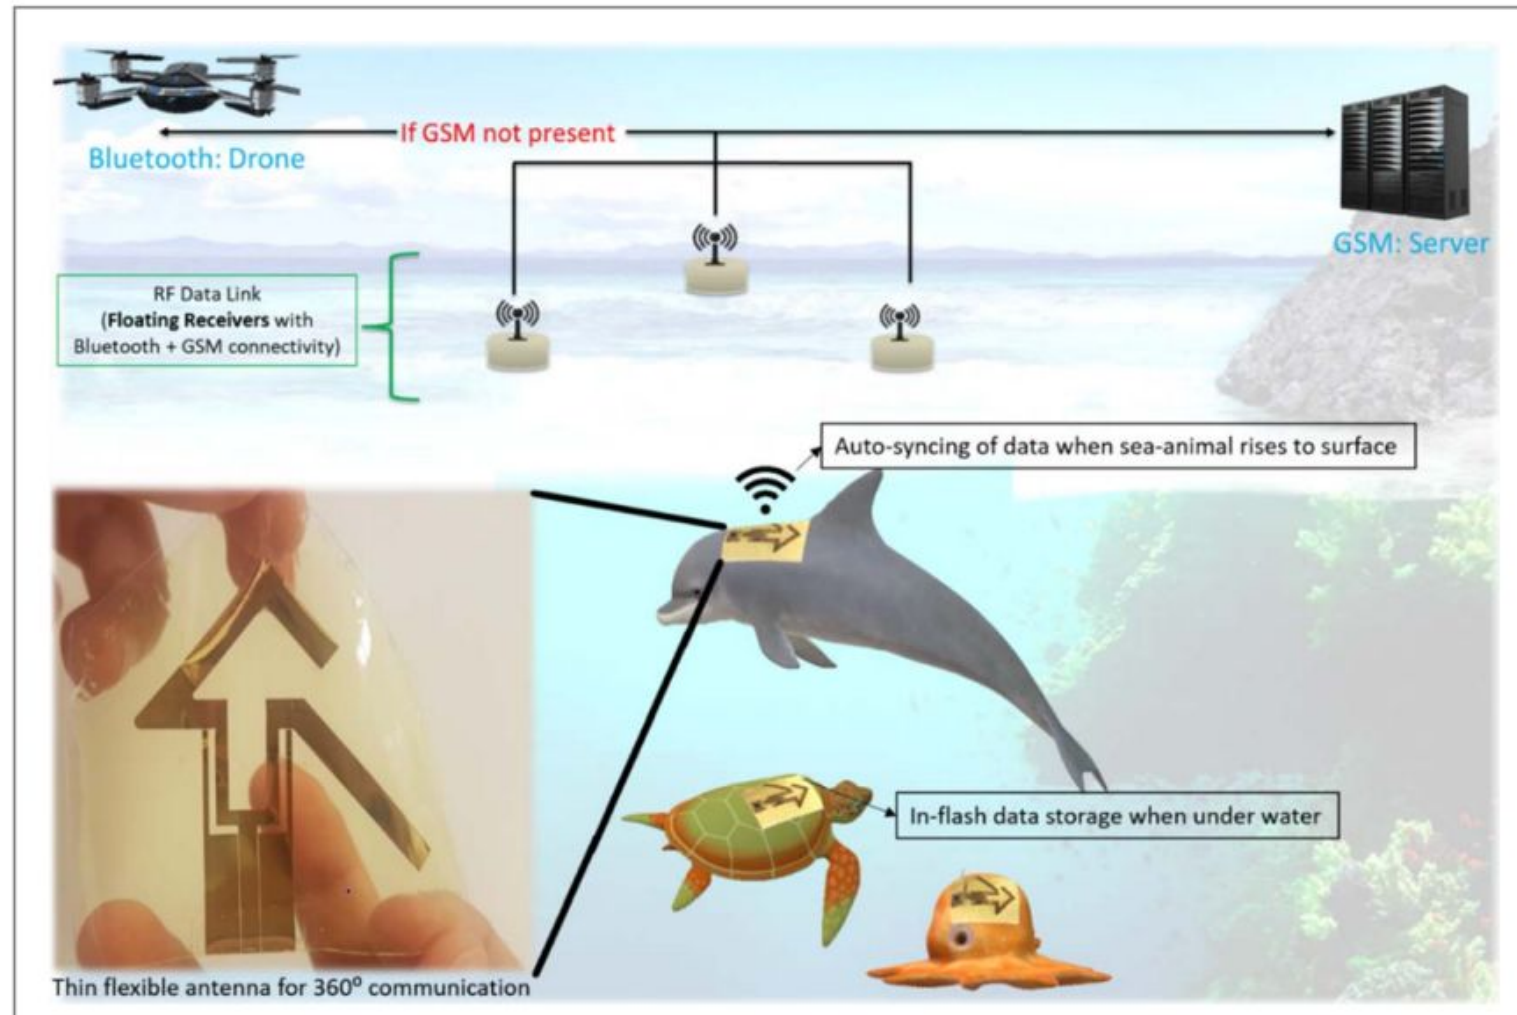 If GSM not present
Bluetooth: Drone
GSM: Server
RF Data Link
(Floating Receivers with
Bluetooth + GSM connectivity)
Auto-syncing of data when sea-animal rises to surface
In-flash data storage when under water
Thin flexible antenna for 360⁰ communication